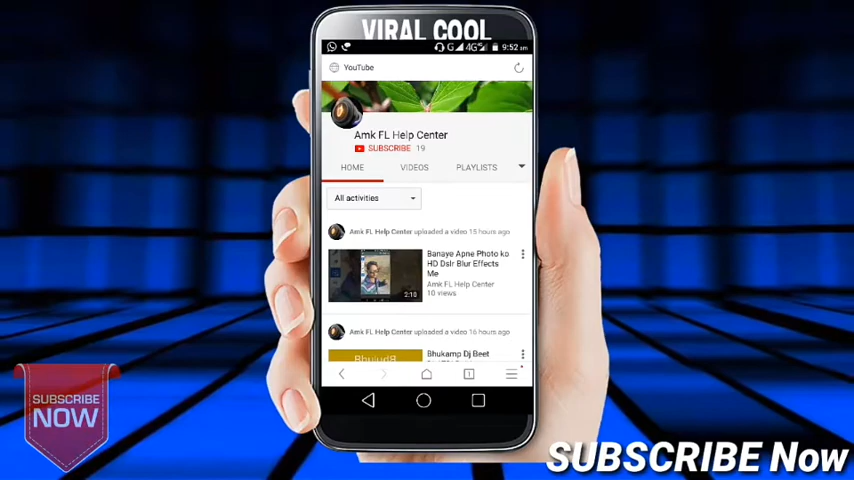 VIRAL COOL
G 4G 9:52 am
YouTube
Amk FL Help Center
SUBSCRIBE 19
HOME VIDEOS PLAYLISTS
All activities
Amk FL Help Center uploaded a video 15 hours ago
Banaye Apne Photo ko
HD Dslr Blur Effects
Me
Amk FL Help Center
10 views
2:10
Amk FL Help Center uploaded a video 16 hours ago
Bhukamp Dj Beet
1
SUBSCRIBE
NOW
SUBSCRIBE Now